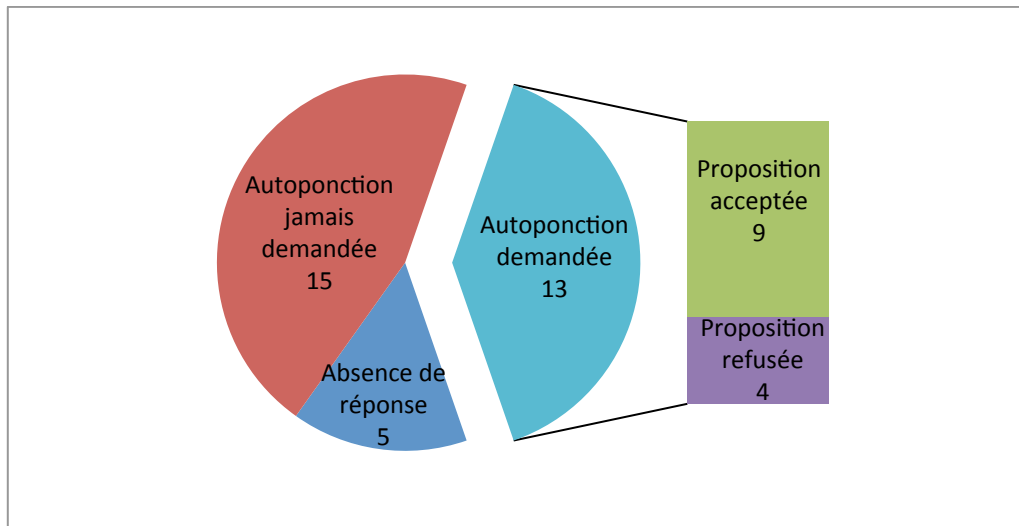 Autoponction
jamais
demandée
15
Absence de
réponse
5
Autoponction
demandée
13
Proposition
acceptée
9
Proposition
refusée
4